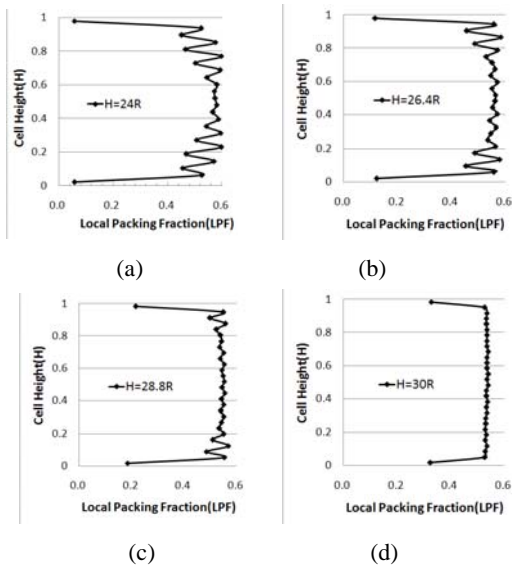 1
0.8
0.6
0.4
0.2
0
Cell Height(H)
H=24R
0.0 0.2 0.4 0.6
Local Packing Fraction(LPF)
(a)
1
0.8
0.6
0.4
0.2
0
Cell Height(H)
H=26.4R
0.0 0.2 0.4 0.6
Local Packing Fraction(LPF)
(b)
1
0.8
0.6
0.4
0.2
0
Cell Height(H)
H=28.8R
0.0 0.2 0.4 0.6
Local Packing Fraction(LPF)
(c)
1
0.8
0.6
0.4
0.2
0
Cell Height(H)
H=30R
0.0 0.2 0.4 0.6
Local Packing Fraction(LPF)
(d)